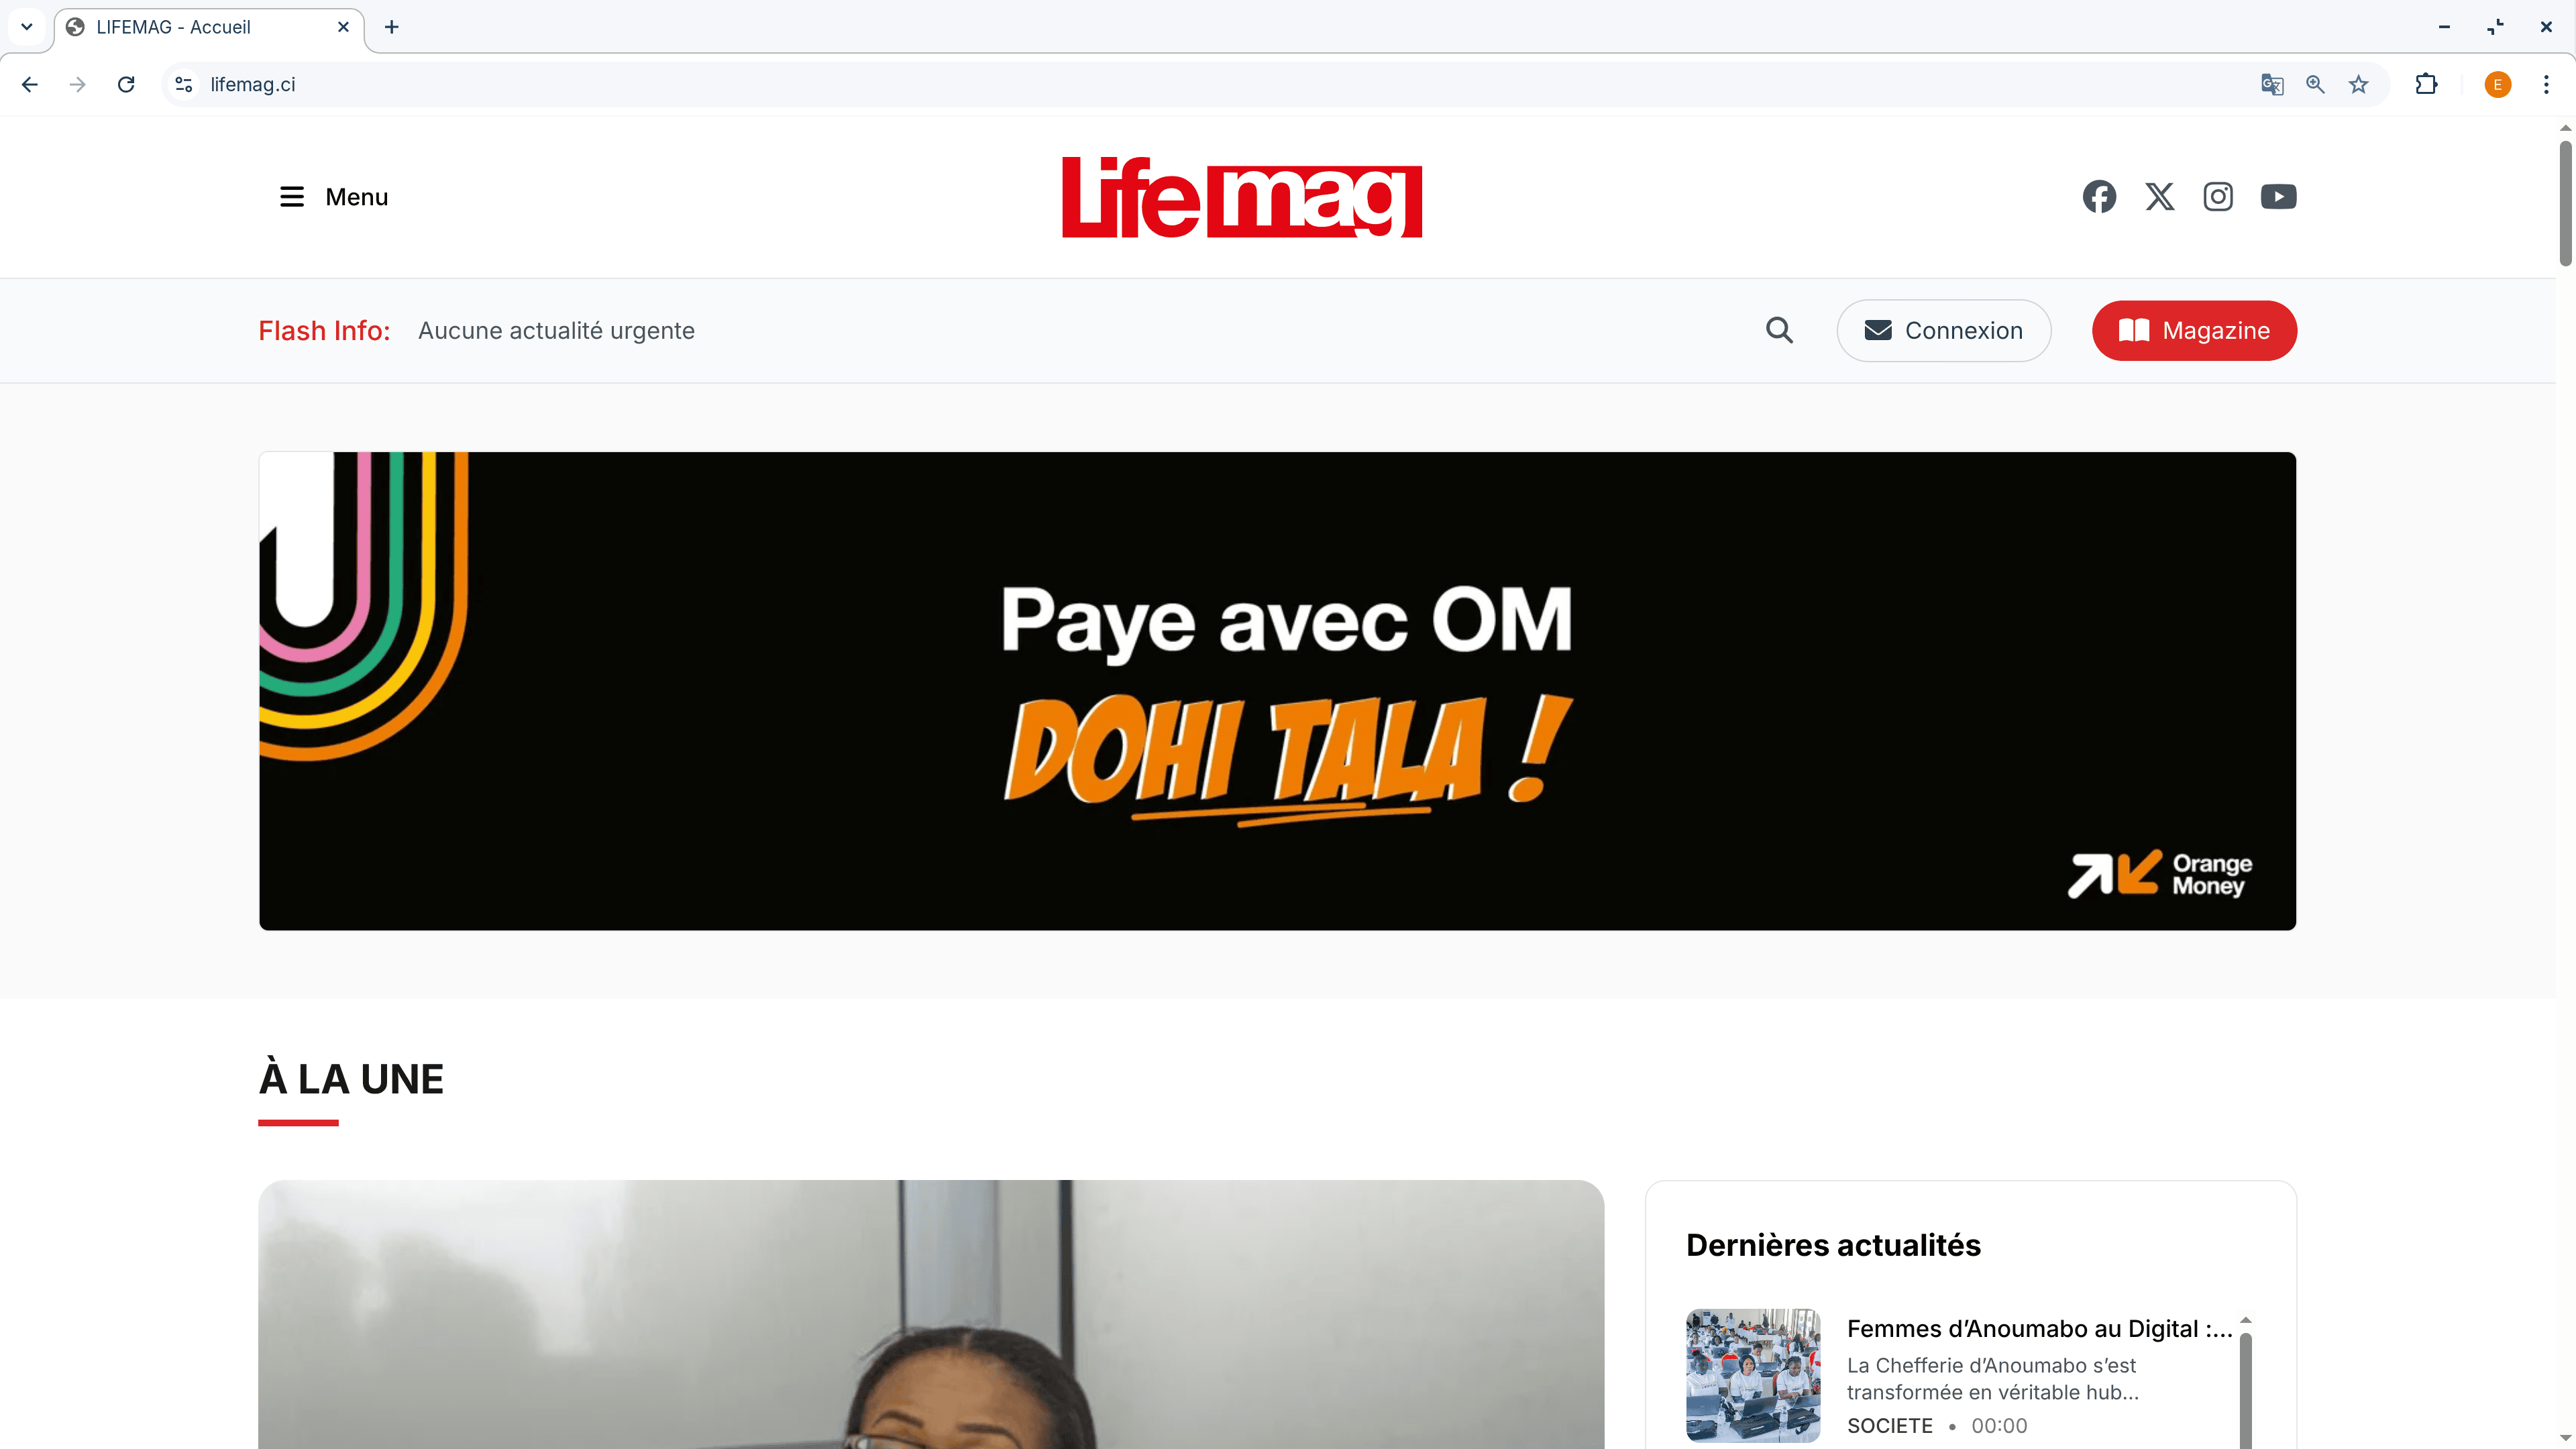 LIFEMAG - Accueil
lifemag.ci
E
Menu
Life mag
Flash Info: Aucune actualité urgente
Connexion
Magazine
Paye avec OM
DOHI TALA !
Orange
Money
À LA UNE
Dernières actualités
Femmes d’Anoumabo au Digital :...
La Chefferie d’Anoumabo s’est
transformée en véritable hub...
SOCIETE • 00:00